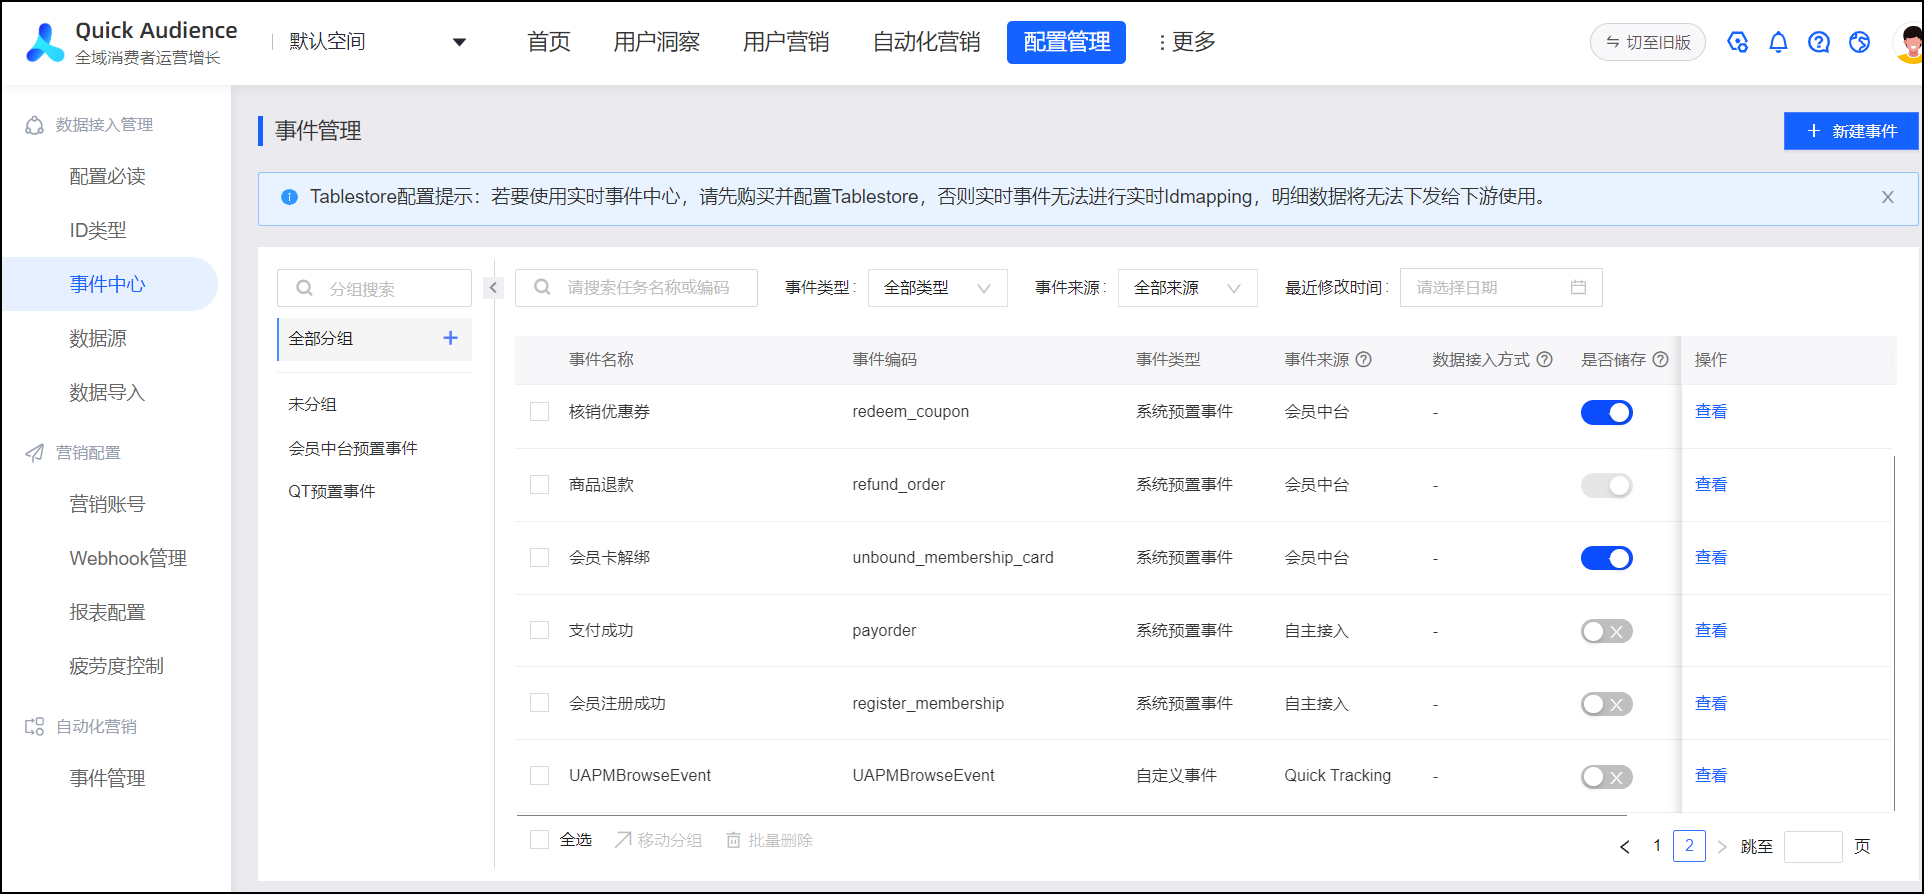 Quick Audience
全域消费者运营增长
默认空间
首页 用户洞察 用户营销 自动化营销 配置管理 更多
切至旧版
数据接入管理
配置必读
ID类型
事件中心
数据源
数据导入
营销配置
营销账号
Webhook管理
报表配置
疲劳度控制
自动化营销
事件管理
事件管理
+ 新建事件
Tablestore配置提示：若要使用实时事件中心，请先购买并配置Tablestore，否则实时事件无法进行实时Idmapping，明细数据将无法下发给下游使用。
分组搜索
全部分组 +
未分组
会员中台预置事件
QT预置事件
请搜索任务名称或编码 事件类型: 全部类型 事件来源: 全部来源 最近修改时间: 请选择日期
事件名称 事件编码 事件类型 事件来源 数据接入方式 是否储存 操作
核销优惠券 redeem_coupon 系统预置事件 会员中台 - 查看
商品退款 refund_order 系统预置事件 会员中台 - 查看
会员卡解绑 unbound_membership_card 系统预置事件 会员中台 - 查看
支付成功 payorder 系统预置事件 自主接入 - 查看
会员注册成功 register_membership 系统预置事件 自主接入 - 查看
UAPMBrowseEvent UAPMBrowseEvent 自定义事件 Quick Tracking - 查看
全选 移动分组 批量删除
< 1 2 > 跳至 页